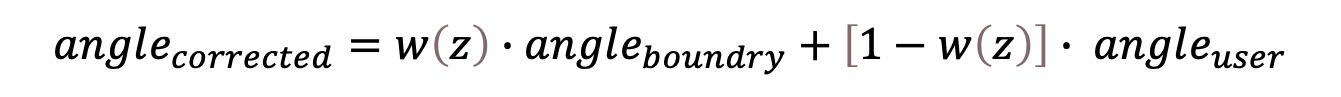 angle_corrected = w(z) · angle_boundry + [1 − w(z)] · angle_user